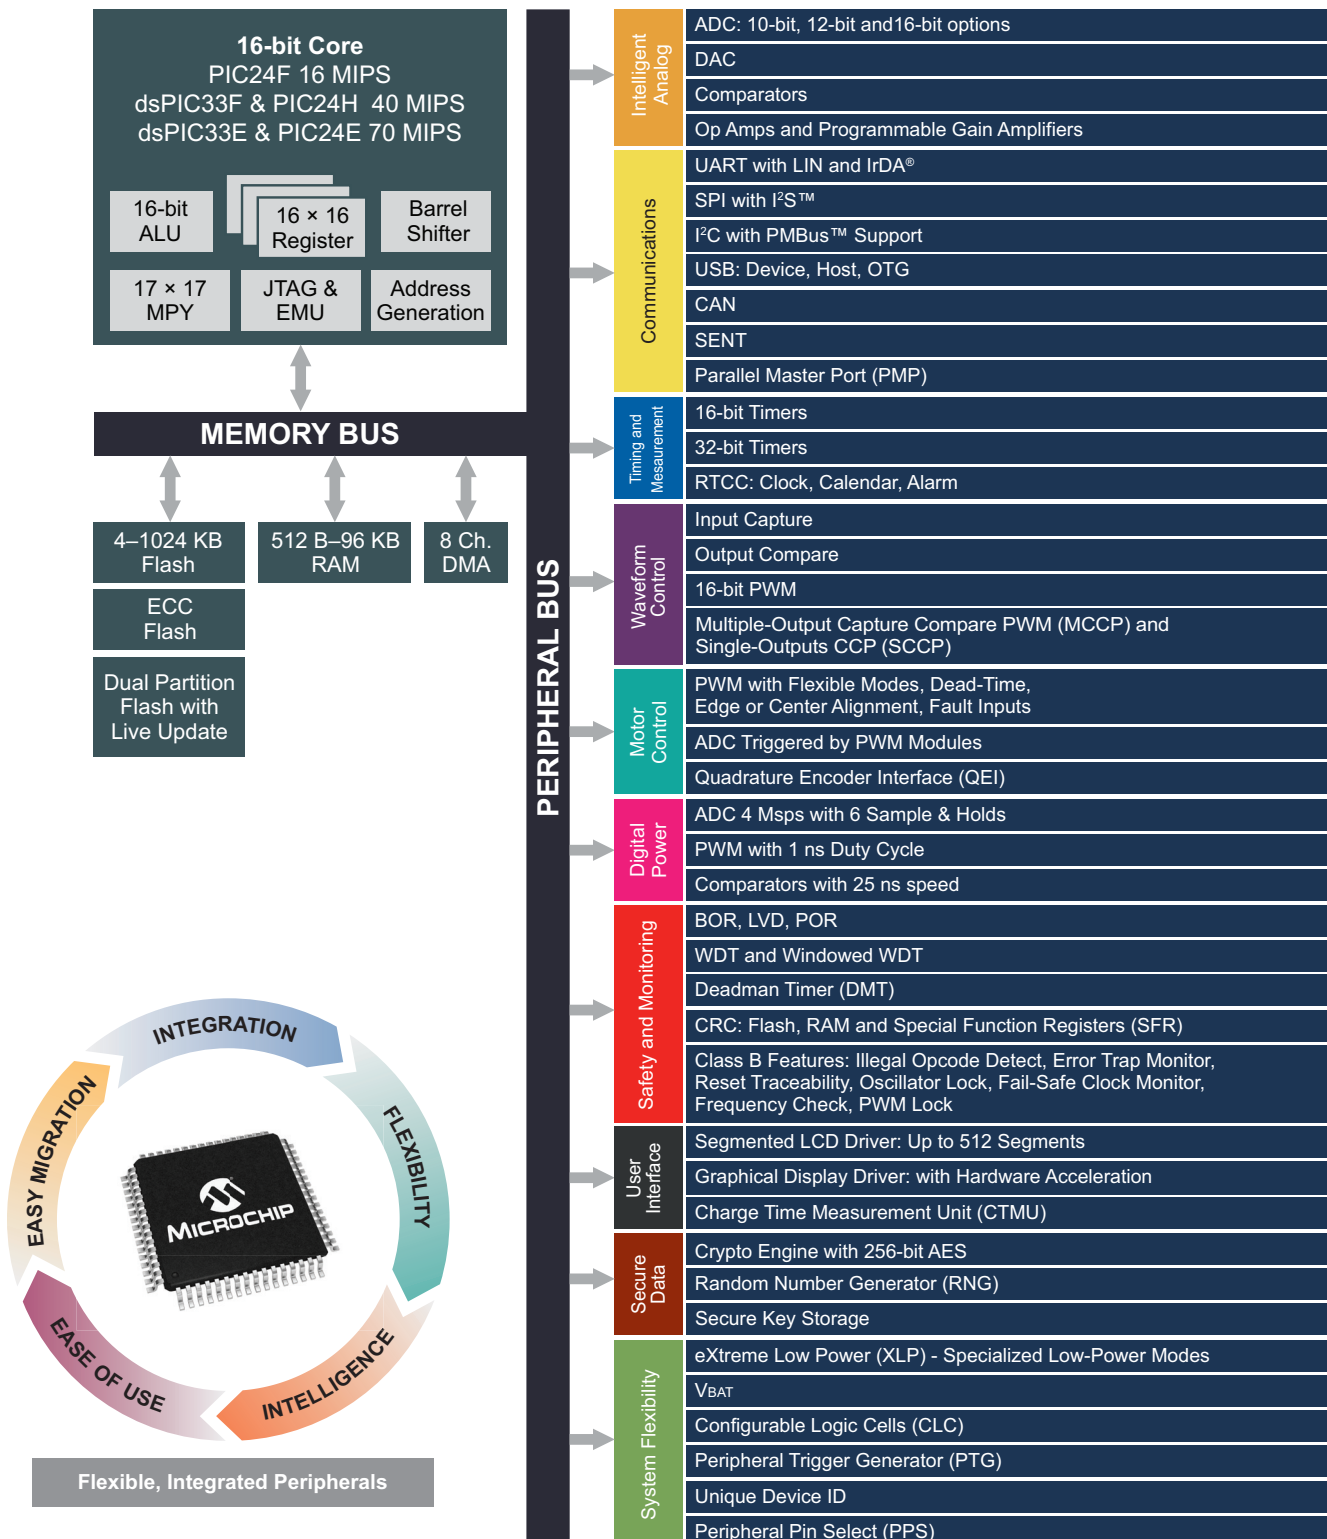 16-bit Core
PIC24F 16 MIPS
dsPIC33F & PIC24H 40 MIPS
dsPIC33E & PIC24E 70 MIPS
16-bit
ALU
16 × 16
Register
Barrel
Shifter
17 × 17
MPY
JTAG &
EMU
Address
Generation
MEMORY BUS
4–1024 KB
Flash
512 B–96 KB
RAM
8 Ch.
DMA
ECC
Flash
Dual Partition
Flash with
Live Update
PERIPHERAL BUS
Intelligent
Analog
ADC: 10-bit, 12-bit and16-bit options
DAC
Comparators
Op Amps and Programmable Gain Amplifiers
Communications
UART with LIN and IrDA®
SPI with I²S™
I²C with PMBus™ Support
USB: Device, Host, OTG
CAN
SENT
Parallel Master Port (PMP)
Timing and
Mesaurement
16-bit Timers
32-bit Timers
RTCC: Clock, Calendar, Alarm
Waveform
Control
Input Capture
Output Compare
16-bit PWM
Multiple-Output Capture Compare PWM (MCCP) and
Single-Outputs CCP (SCCP)
Motor
Control
PWM with Flexible Modes, Dead-Time,
Edge or Center Alignment, Fault Inputs
ADC Triggered by PWM Modules
Quadrature Encoder Interface (QEI)
Digital
Power
ADC 4 Msps with 6 Sample & Holds
PWM with 1 ns Duty Cycle
Comparators with 25 ns speed
Safety and Monitoring
BOR, LVD, POR
WDT and Windowed WDT
Deadman Timer (DMT)
CRC: Flash, RAM and Special Function Registers (SFR)
Class B Features: Illegal Opcode Detect, Error Trap Monitor,
Reset Traceability, Oscillator Lock, Fail-Safe Clock Monitor,
Frequency Check, PWM Lock
User
Interface
Segmented LCD Driver: Up to 512 Segments
Graphical Display Driver: with Hardware Acceleration
Charge Time Measurement Unit (CTMU)
Secure
Data
Crypto Engine with 256-bit AES
Random Number Generator (RNG)
Secure Key Storage
System Flexibility
eXtreme Low Power (XLP) - Specialized Low-Power Modes
VBAT
Configurable Logic Cells (CLC)
Peripheral Trigger Generator (PTG)
Unique Device ID
Peripheral Pin Select (PPS)
INTEGRATION
FLEXIBILITY
INTELLIGENCE
EASE OF USE
EASY MIGRATION
MICROCHIP
Flexible, Integrated Peripherals